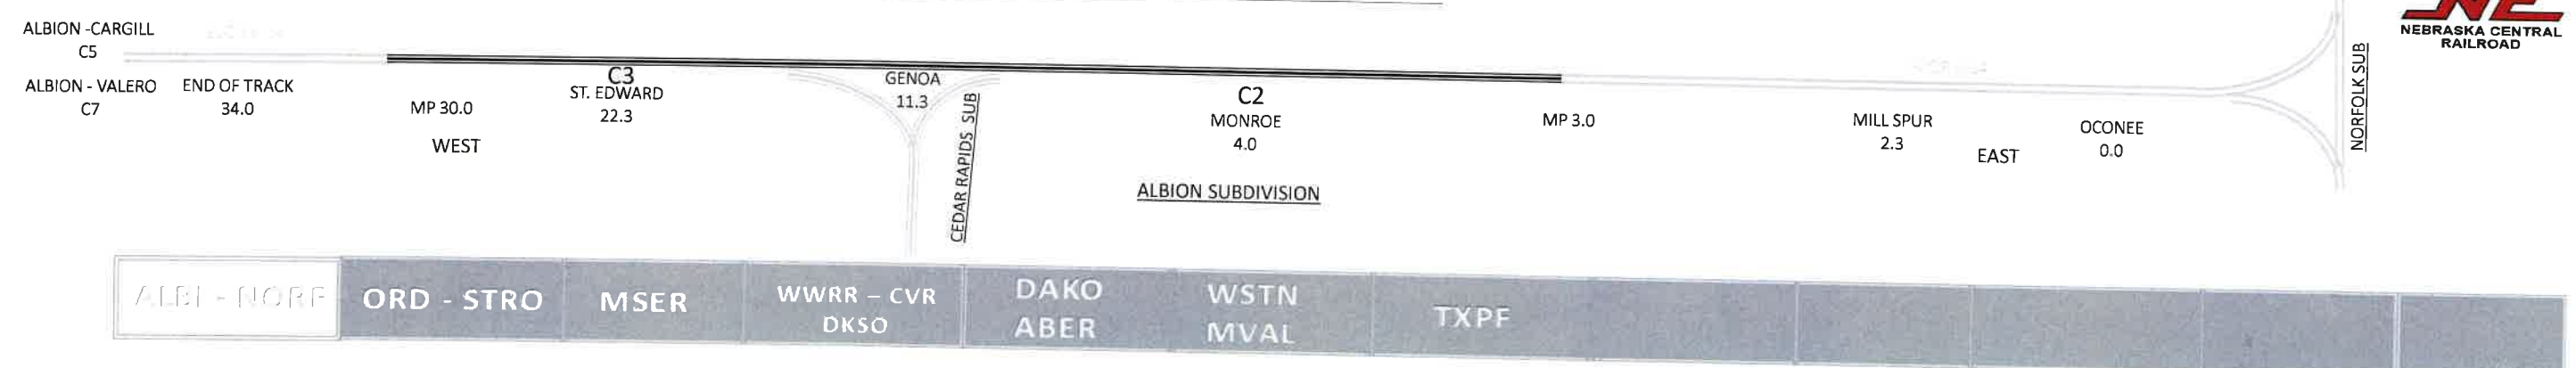 ALBION -CARGILL
C5
ALBION - VALERO
C7
END OF TRACK
34.0
MP 30.0
WEST
C3
ST. EDWARD
22.3
GENOA
11.3
CEDAR RAPIDS SUB
C2
MONROE
4.0
ALBION SUBDIVISION
MP 3.0
MILL SPUR
2.3
EAST
OCONEE
0.0
NORFOLK SUB
NE
NEBRASKA CENTRAL
RAILROAD
ALBI - NORF
ORD - STRO
MSER
WWRR – CVR
DKSO
DAKO
ABER
WSTN
MVAL
TXPF